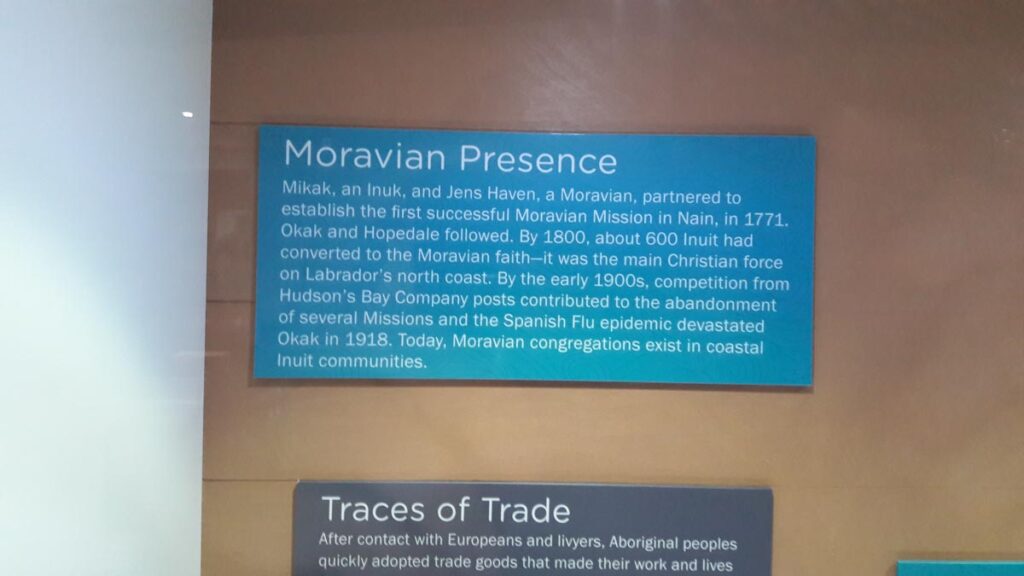 Moravian Presence
Mikak, an Inuk, and Jens Haven, a Moravian, partnered to
establish the first successful Moravian Mission in Nain, in 1771.
Okak and Hopedale followed. By 1800, about 600 Inuit had
converted to the Moravian faith—it was the main Christian force
on Labrador's north coast. By the early 1900s, competition from
Hudson's Bay Company posts contributed to the abandonment
of several Missions and the Spanish Flu epidemic devastated
Okak in 1918. Today, Moravian congregations exist in coastal
Inuit communities.
Traces of Trade
After contact with Europeans and livyers, Aboriginal peoples
quickly adopted trade goods that made their work and lives